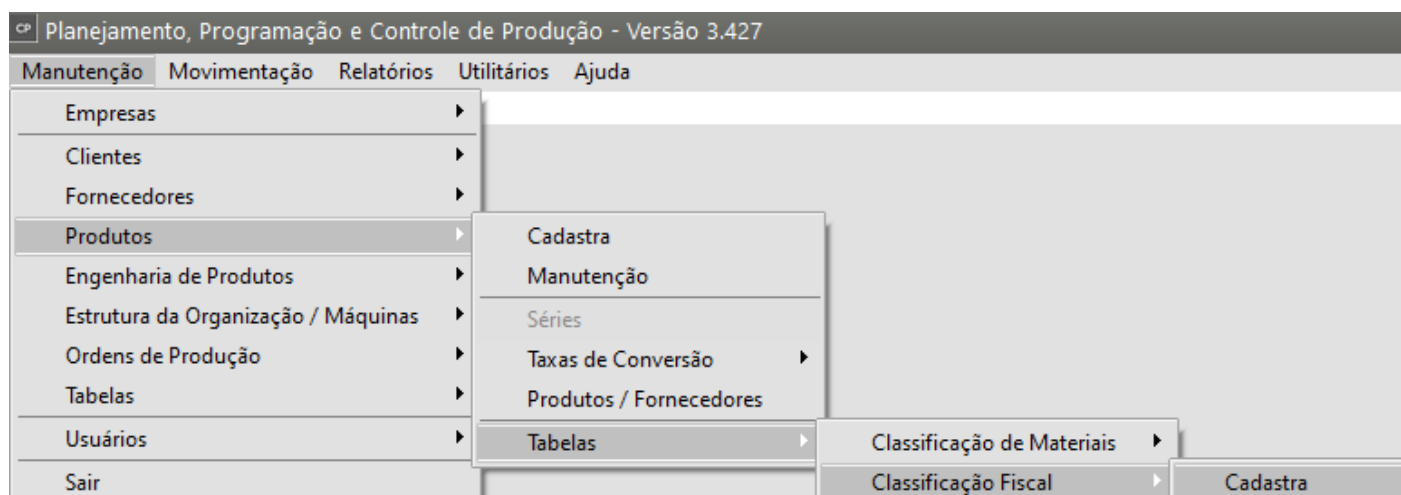 CP Planejamento, Programação e Controle de Produção - Versão 3.427
Manutenção Movimentação Relatórios Utilitários Ajuda
Empresas
Clientes
Fornecedores
Produtos
Engenharia de Produtos
Estrutura da Organização / Máquinas
Ordens de Produção
Tabelas
Usuários
Sair
Cadastra
Manutenção
Séries
Taxas de Conversão
Produtos / Fornecedores
Tabelas
Classificação de Materiais
Classificação Fiscal
Cadastra